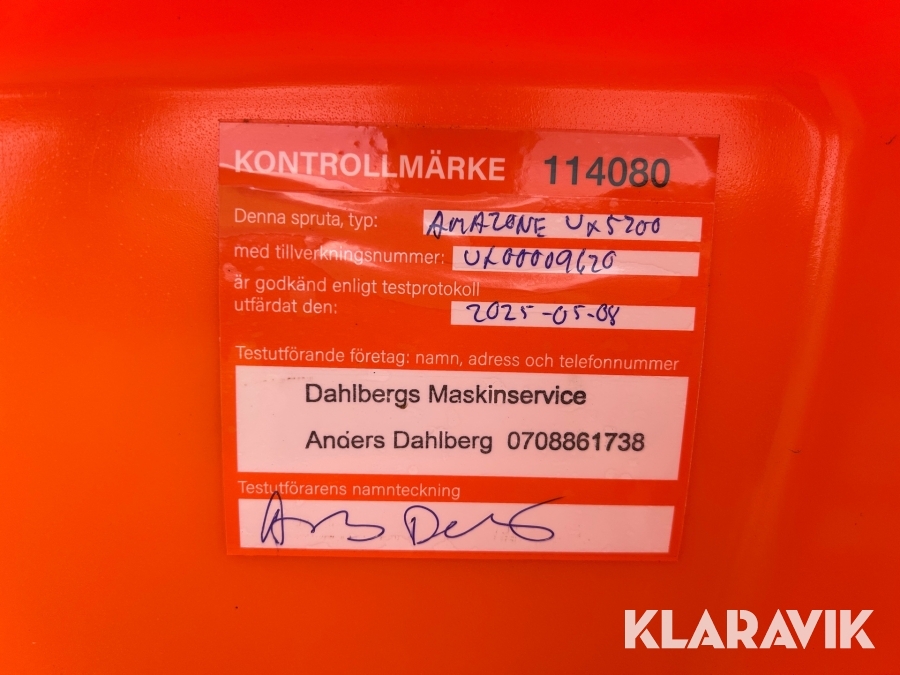 KONTROLLMÄRKE 114080
Denna spruta, typ: AMAZONE UX5200
med tillverkningsnummer: UX00009620
är godkänd enligt testprotokoll
utfärdat den: 2025-05-08
Testutförande företag: namn, adress och telefonnummer
Dahlbergs Maskinservice
Anders Dahlberg 0708861738
Testutförarens namnteckning
KLARAVIK